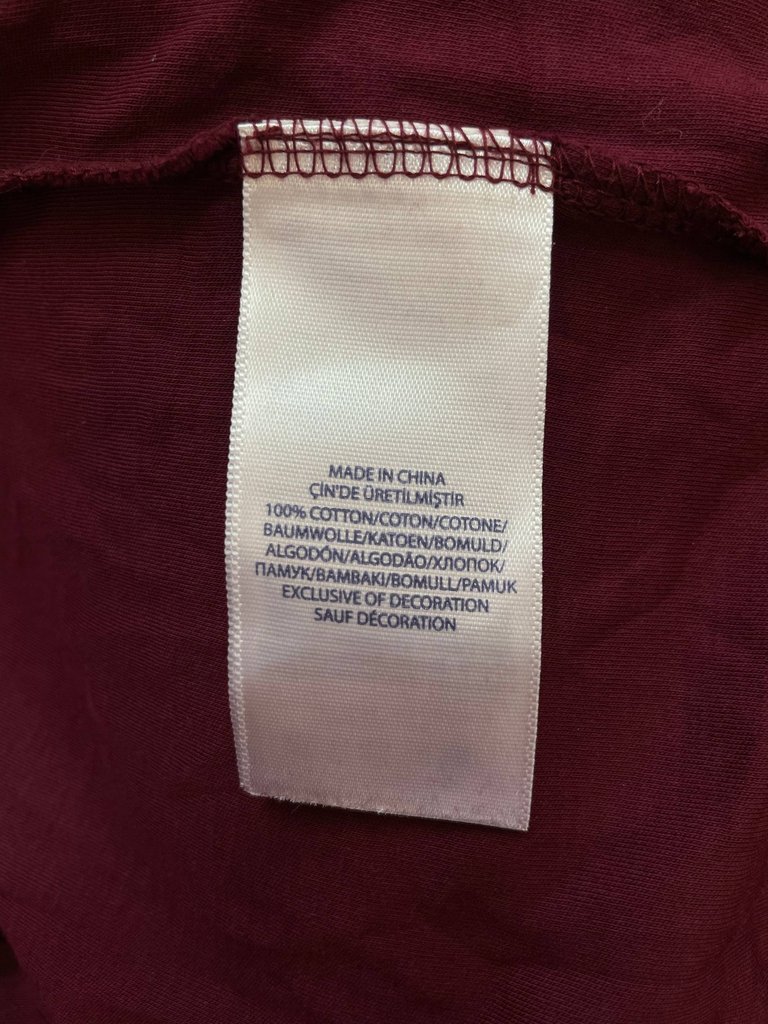 MADE IN CHINA
ÇİN'DE ÜRETİLMİŞTİR
100% COTTON/COTON/COTONE/
BAUMWOLLE/KATOEN/BOMULD/
ALGODÓN/ALGODÃO/ХЛОПОК/
ПАМУК/BAMBAKI/BOMULL/PAMUK
EXCLUSIVE OF DECORATION
SAUF DÉCORATION